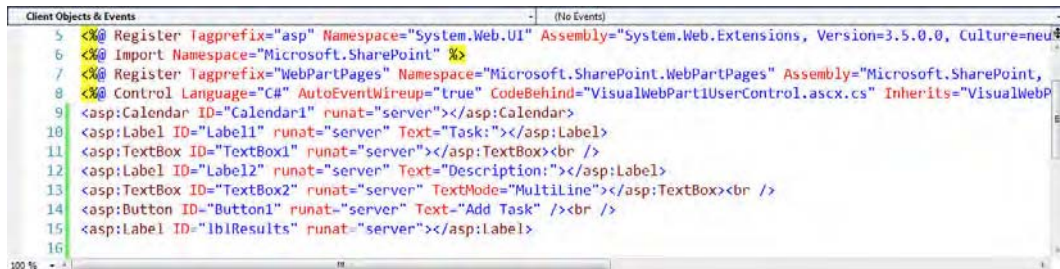 Client Objects & Events (No Events)
5 <%@ Register Tagprefix="asp" Namespace="System.Web.UI" Assembly="System.Web.Extensions, Version=3.5.0.0, Culture=neu
6 <%@ Import Namespace="Microsoft.SharePoint" %>
7 <%@ Register Tagprefix="WebPartPages" Namespace="Microsoft.SharePoint.WebPartPages" Assembly="Microsoft.SharePoint,
8 <%@ Control Language="C#" AutoEventWireup="true" CodeBehind="VisualWebPart1UserControl.ascx.cs" Inherits="VisualWebP
9 <asp:Calendar ID="Calendar1" runat="server"></asp:Calendar>
10 <asp:Label ID="Label1" runat="server" Text="Task:"></asp:Label>
11 <asp:TextBox ID="TextBox1" runat="server"></asp:TextBox><br />
12 <asp:Label ID="Label2" runat="server" Text="Description:"></asp:Label>
13 <asp:TextBox ID="TextBox2" runat="server" TextMode="MultiLine"></asp:TextBox><br />
14 <asp:Button ID="Button1" runat="server" Text="Add Task" /><br />
15 <asp:Label ID="lblResults" runat="server"></asp:Label>
16
100 %